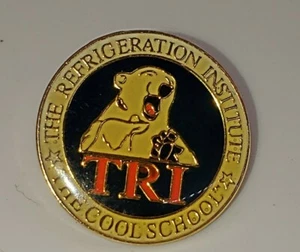 THE REFRIGERATION INSTITUTE
TRI
THE COOL SCHOOL